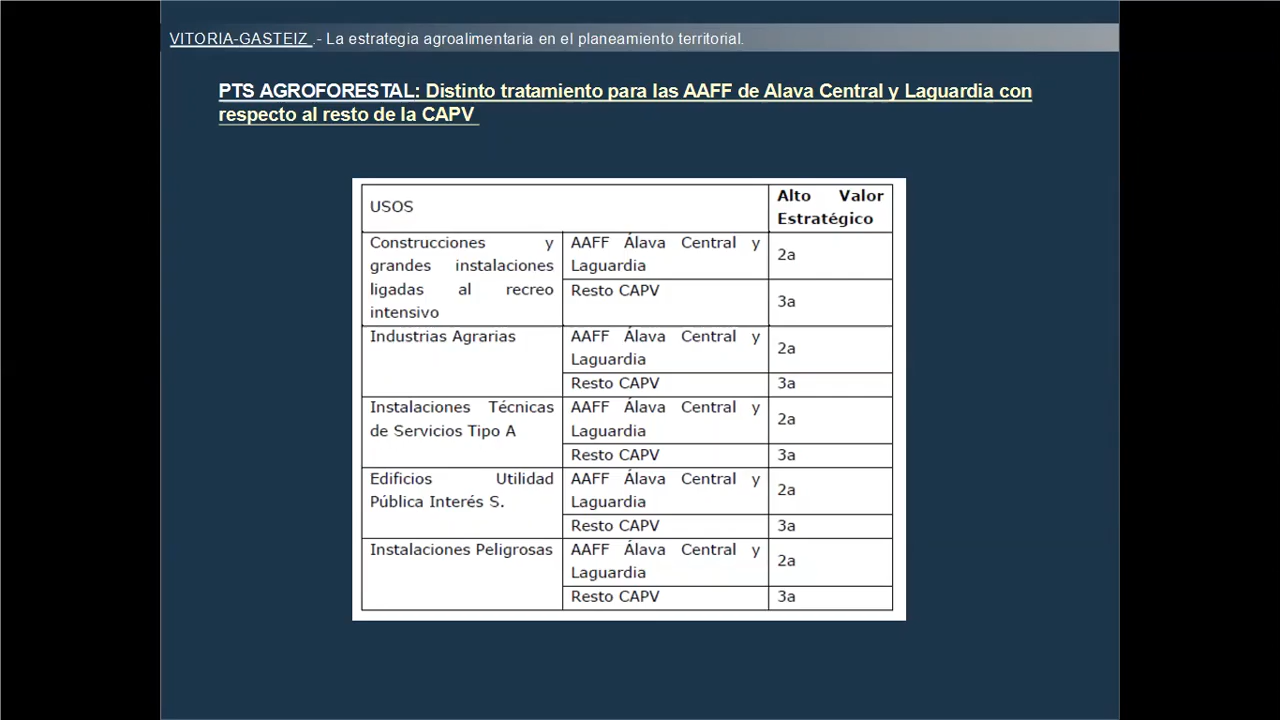 VITORIA-GASTEIZ .- La estrategia agroalimentaria en el planeamiento territorial.
PTS AGROFORESTAL: Distinto tratamiento para las AAFF de Alava Central y Laguardia con
respecto al resto de la CAPV
USOS
Alto Valor
Estratégico
Construcciones y
grandes instalaciones
ligadas al recreo
intensivo
AAFF Álava Central y
Laguardia
2a
Resto CAPV
3a
Industrias Agrarias
AAFF Álava Central y
Laguardia
2a
Resto CAPV
3a
Instalaciones Técnicas
de Servicios Tipo A
AAFF Álava Central y
Laguardia
2a
Resto CAPV
3a
Edificios Utilidad
Pública Interés S.
AAFF Álava Central y
Laguardia
2a
Resto CAPV
3a
Instalaciones Peligrosas
AAFF Álava Central y
Laguardia
2a
Resto CAPV
3a